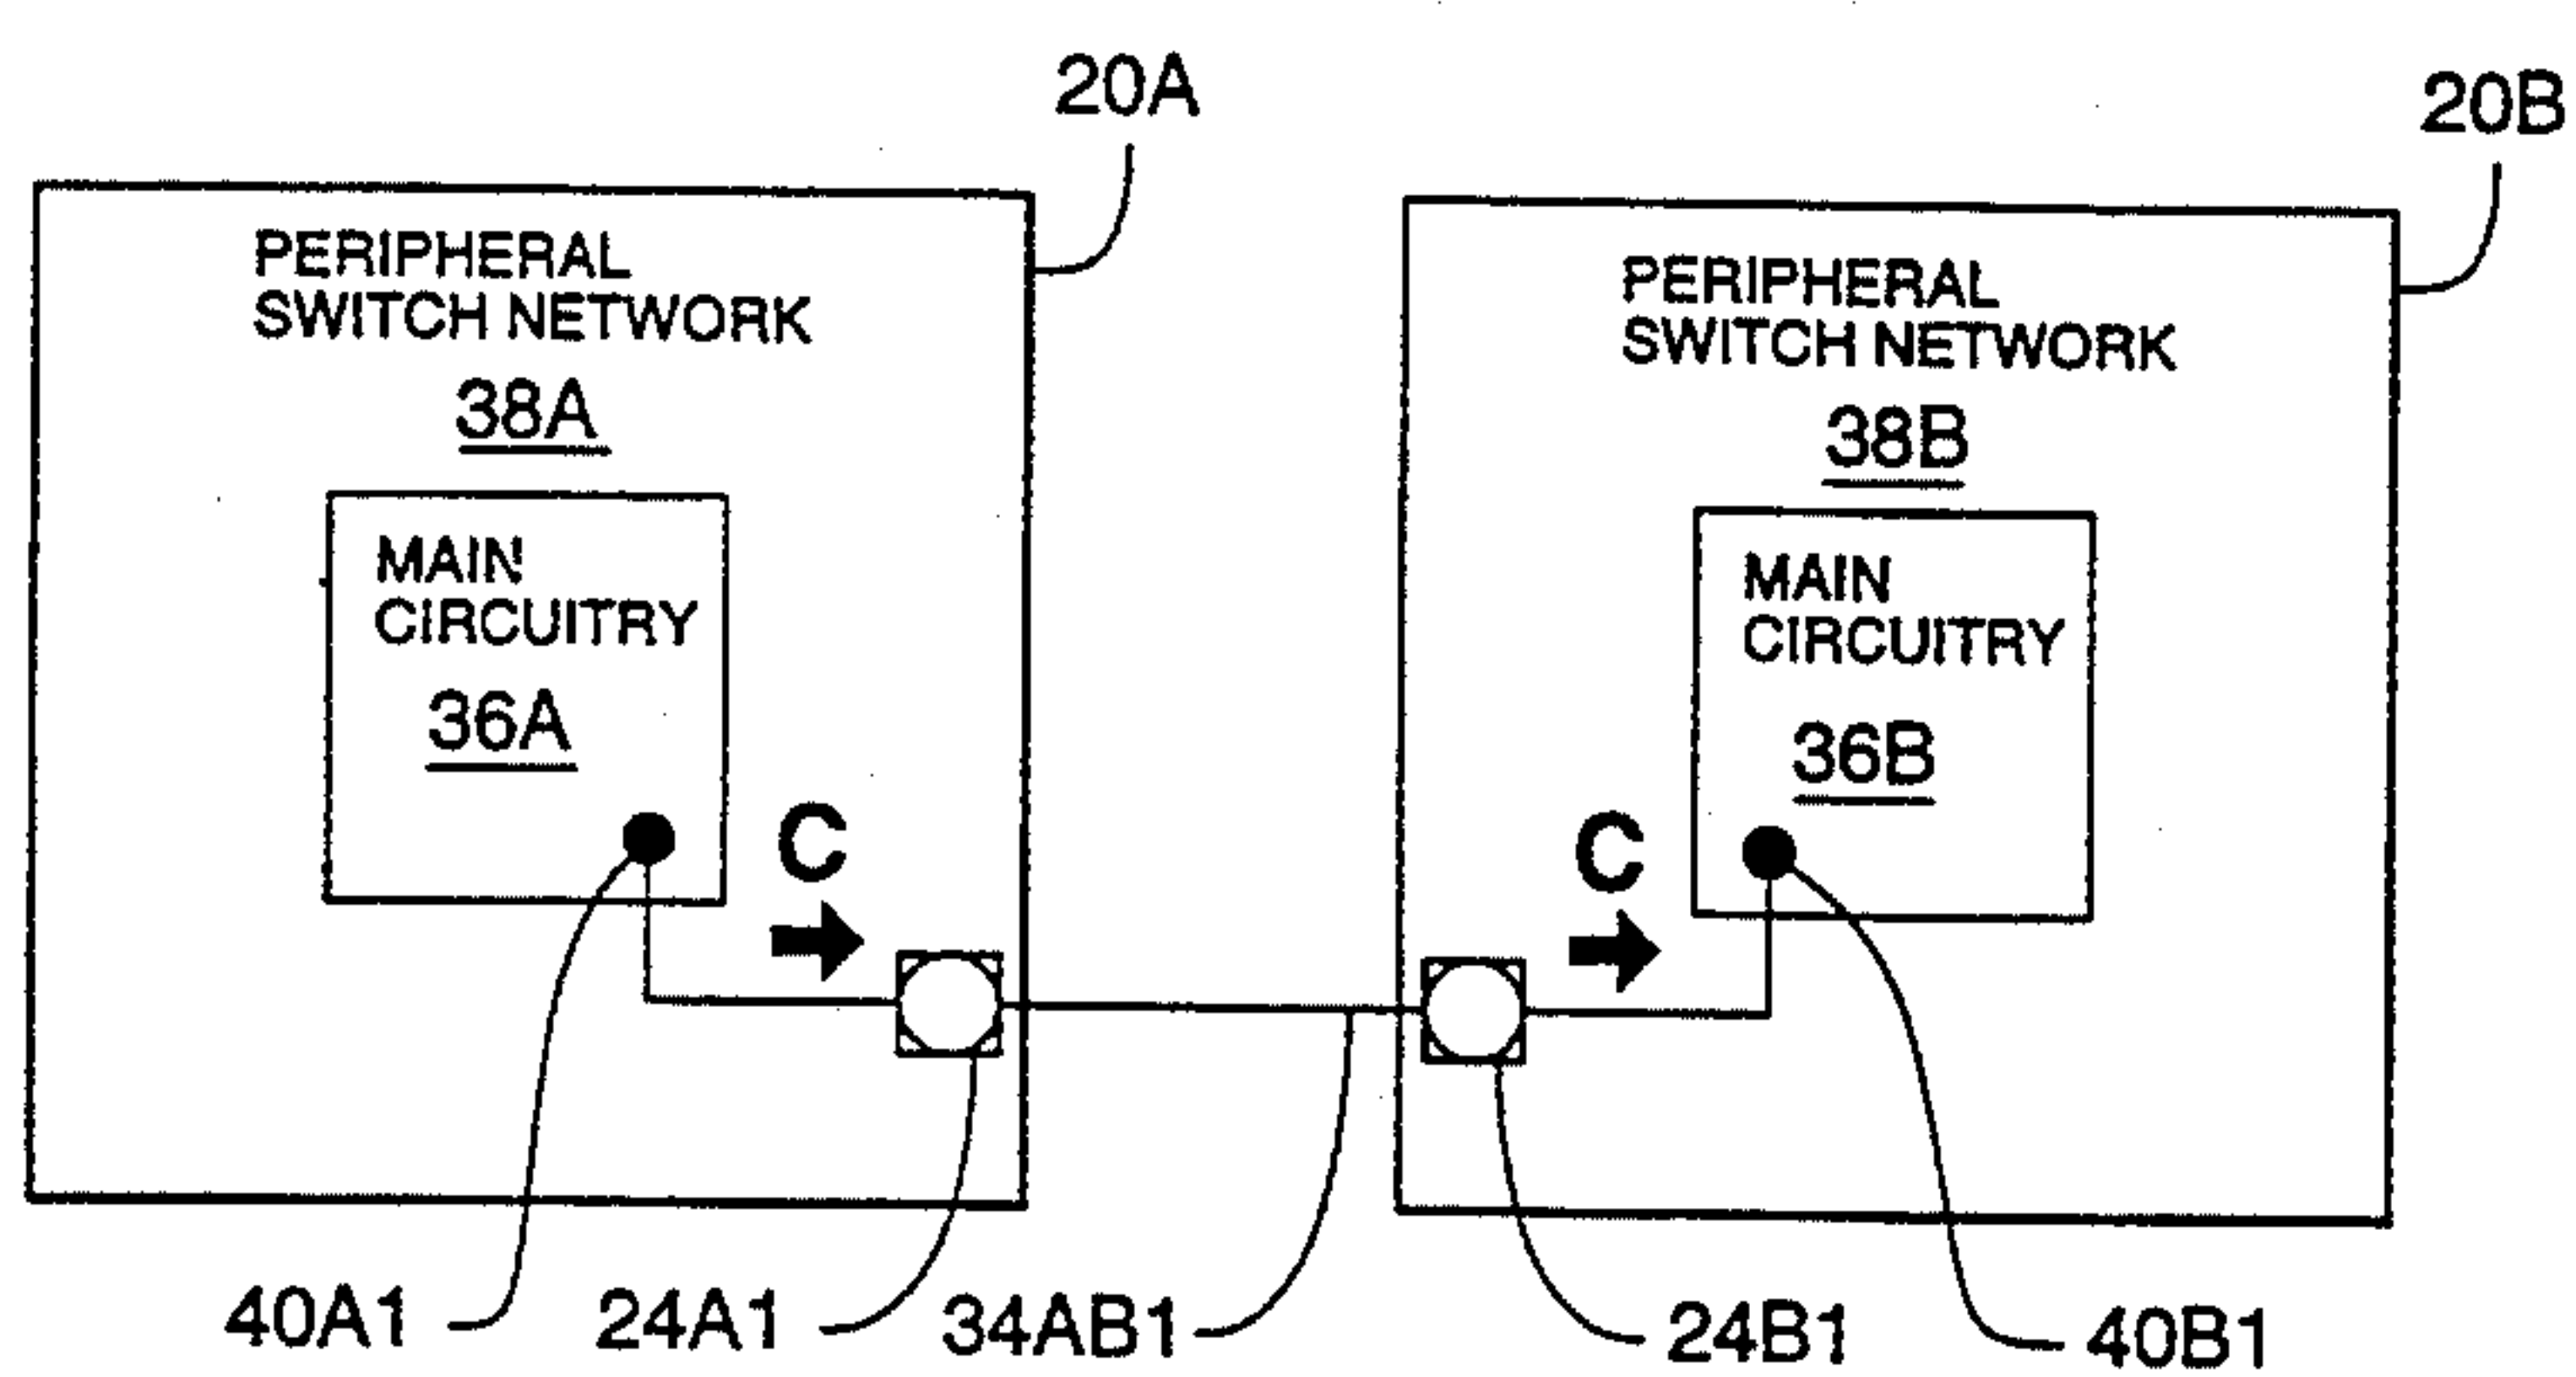 20A
20B
PERIPHERAL
SWITCH NETWORK
38A
PERIPHERAL
SWITCH NETWORK
38B
MAIN
CIRCUITRY
36A
MAIN
CIRCUITRY
36B
C
C
40A1
24A1
34AB1
24B1
40B1